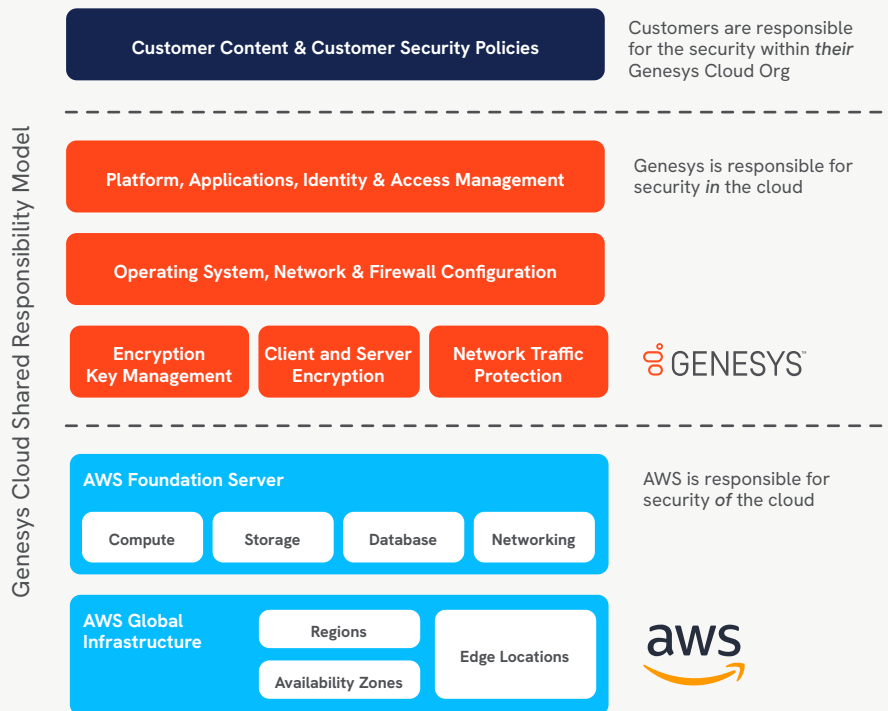 Genesys Cloud Shared Responsibility Model
Customer Content & Customer Security Policies
Customers are responsible
for the security within their
Genesys Cloud Org
Platform, Applications, Identity & Access Management
Genesys is responsible for
security in the cloud
Operating System, Network & Firewall Configuration
Encryption
Key Management
Client and Server
Encryption
Network Traffic
Protection
GENESYS™
AWS Foundation Server
Compute
Storage
Database
Networking
AWS is responsible for
security of the cloud
AWS Global
Infrastructure
Regions
Availability Zones
Edge Locations
aws